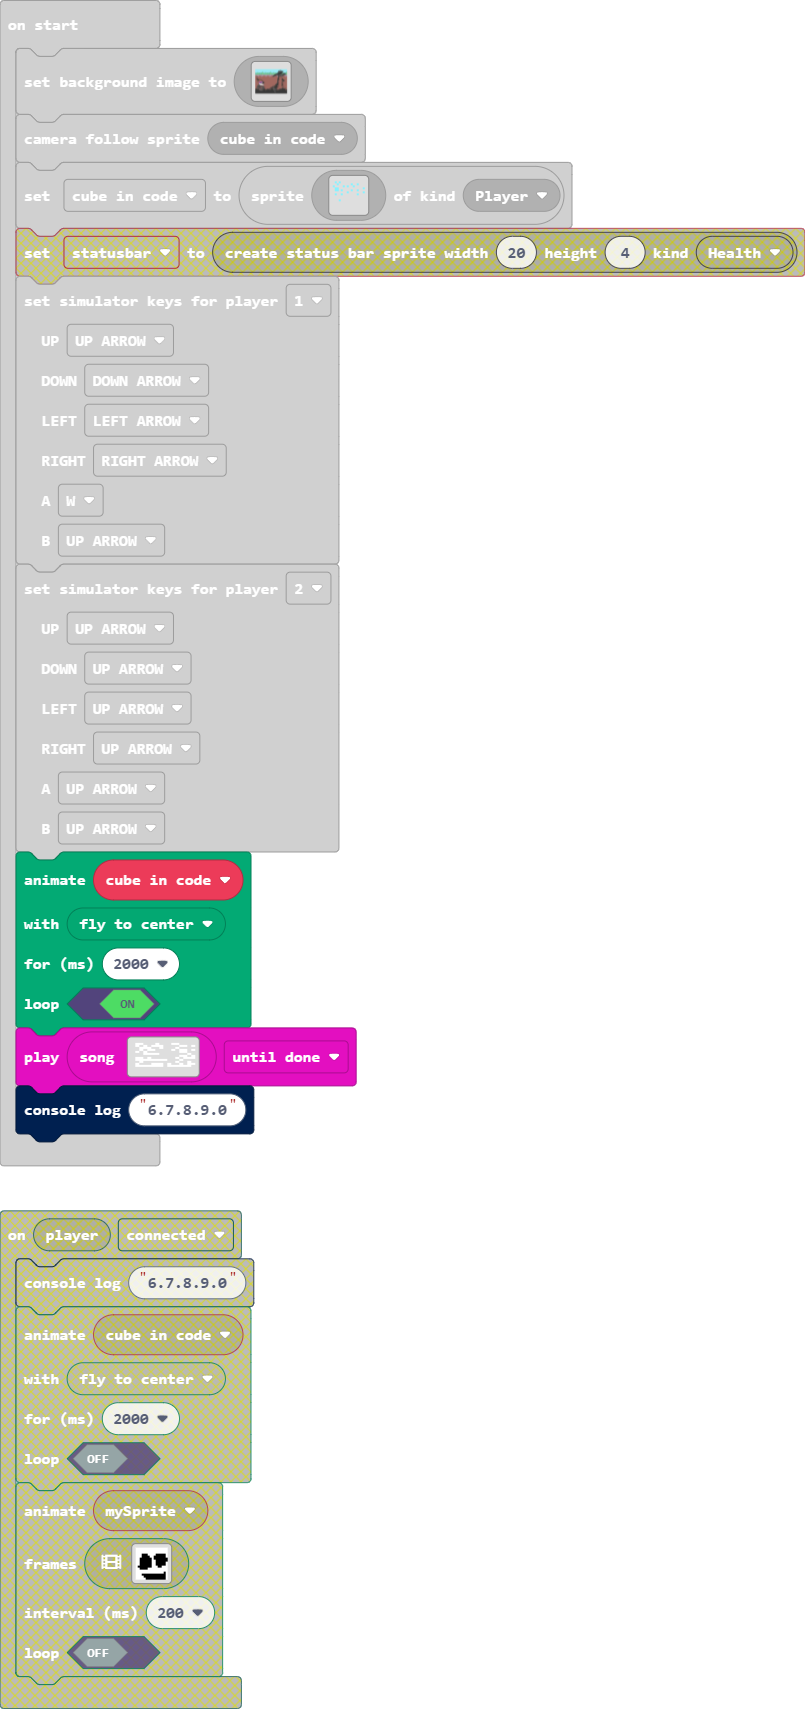 on start
set background image to
camera follow sprite cube in code
set cube in code to sprite of kind Player
set statusbar to create status bar sprite width 20 height 4 kind Health
set simulator keys for player 1
UP UP ARROW
DOWN DOWN ARROW
LEFT LEFT ARROW
RIGHT RIGHT ARROW
A W
B UP ARROW
set simulator keys for player 2
UP UP ARROW
DOWN UP ARROW
LEFT UP ARROW
RIGHT UP ARROW
A UP ARROW
B UP ARROW
animate cube in code
with fly to center
for (ms) 2000
loop ON
play song until done
console log "6.7.8.9.0"
on player connected
console log "6.7.8.9.0"
animate cube in code
with fly to center
for (ms) 2000
loop OFF
animate mySprite
frames
interval (ms) 200
loop OFF